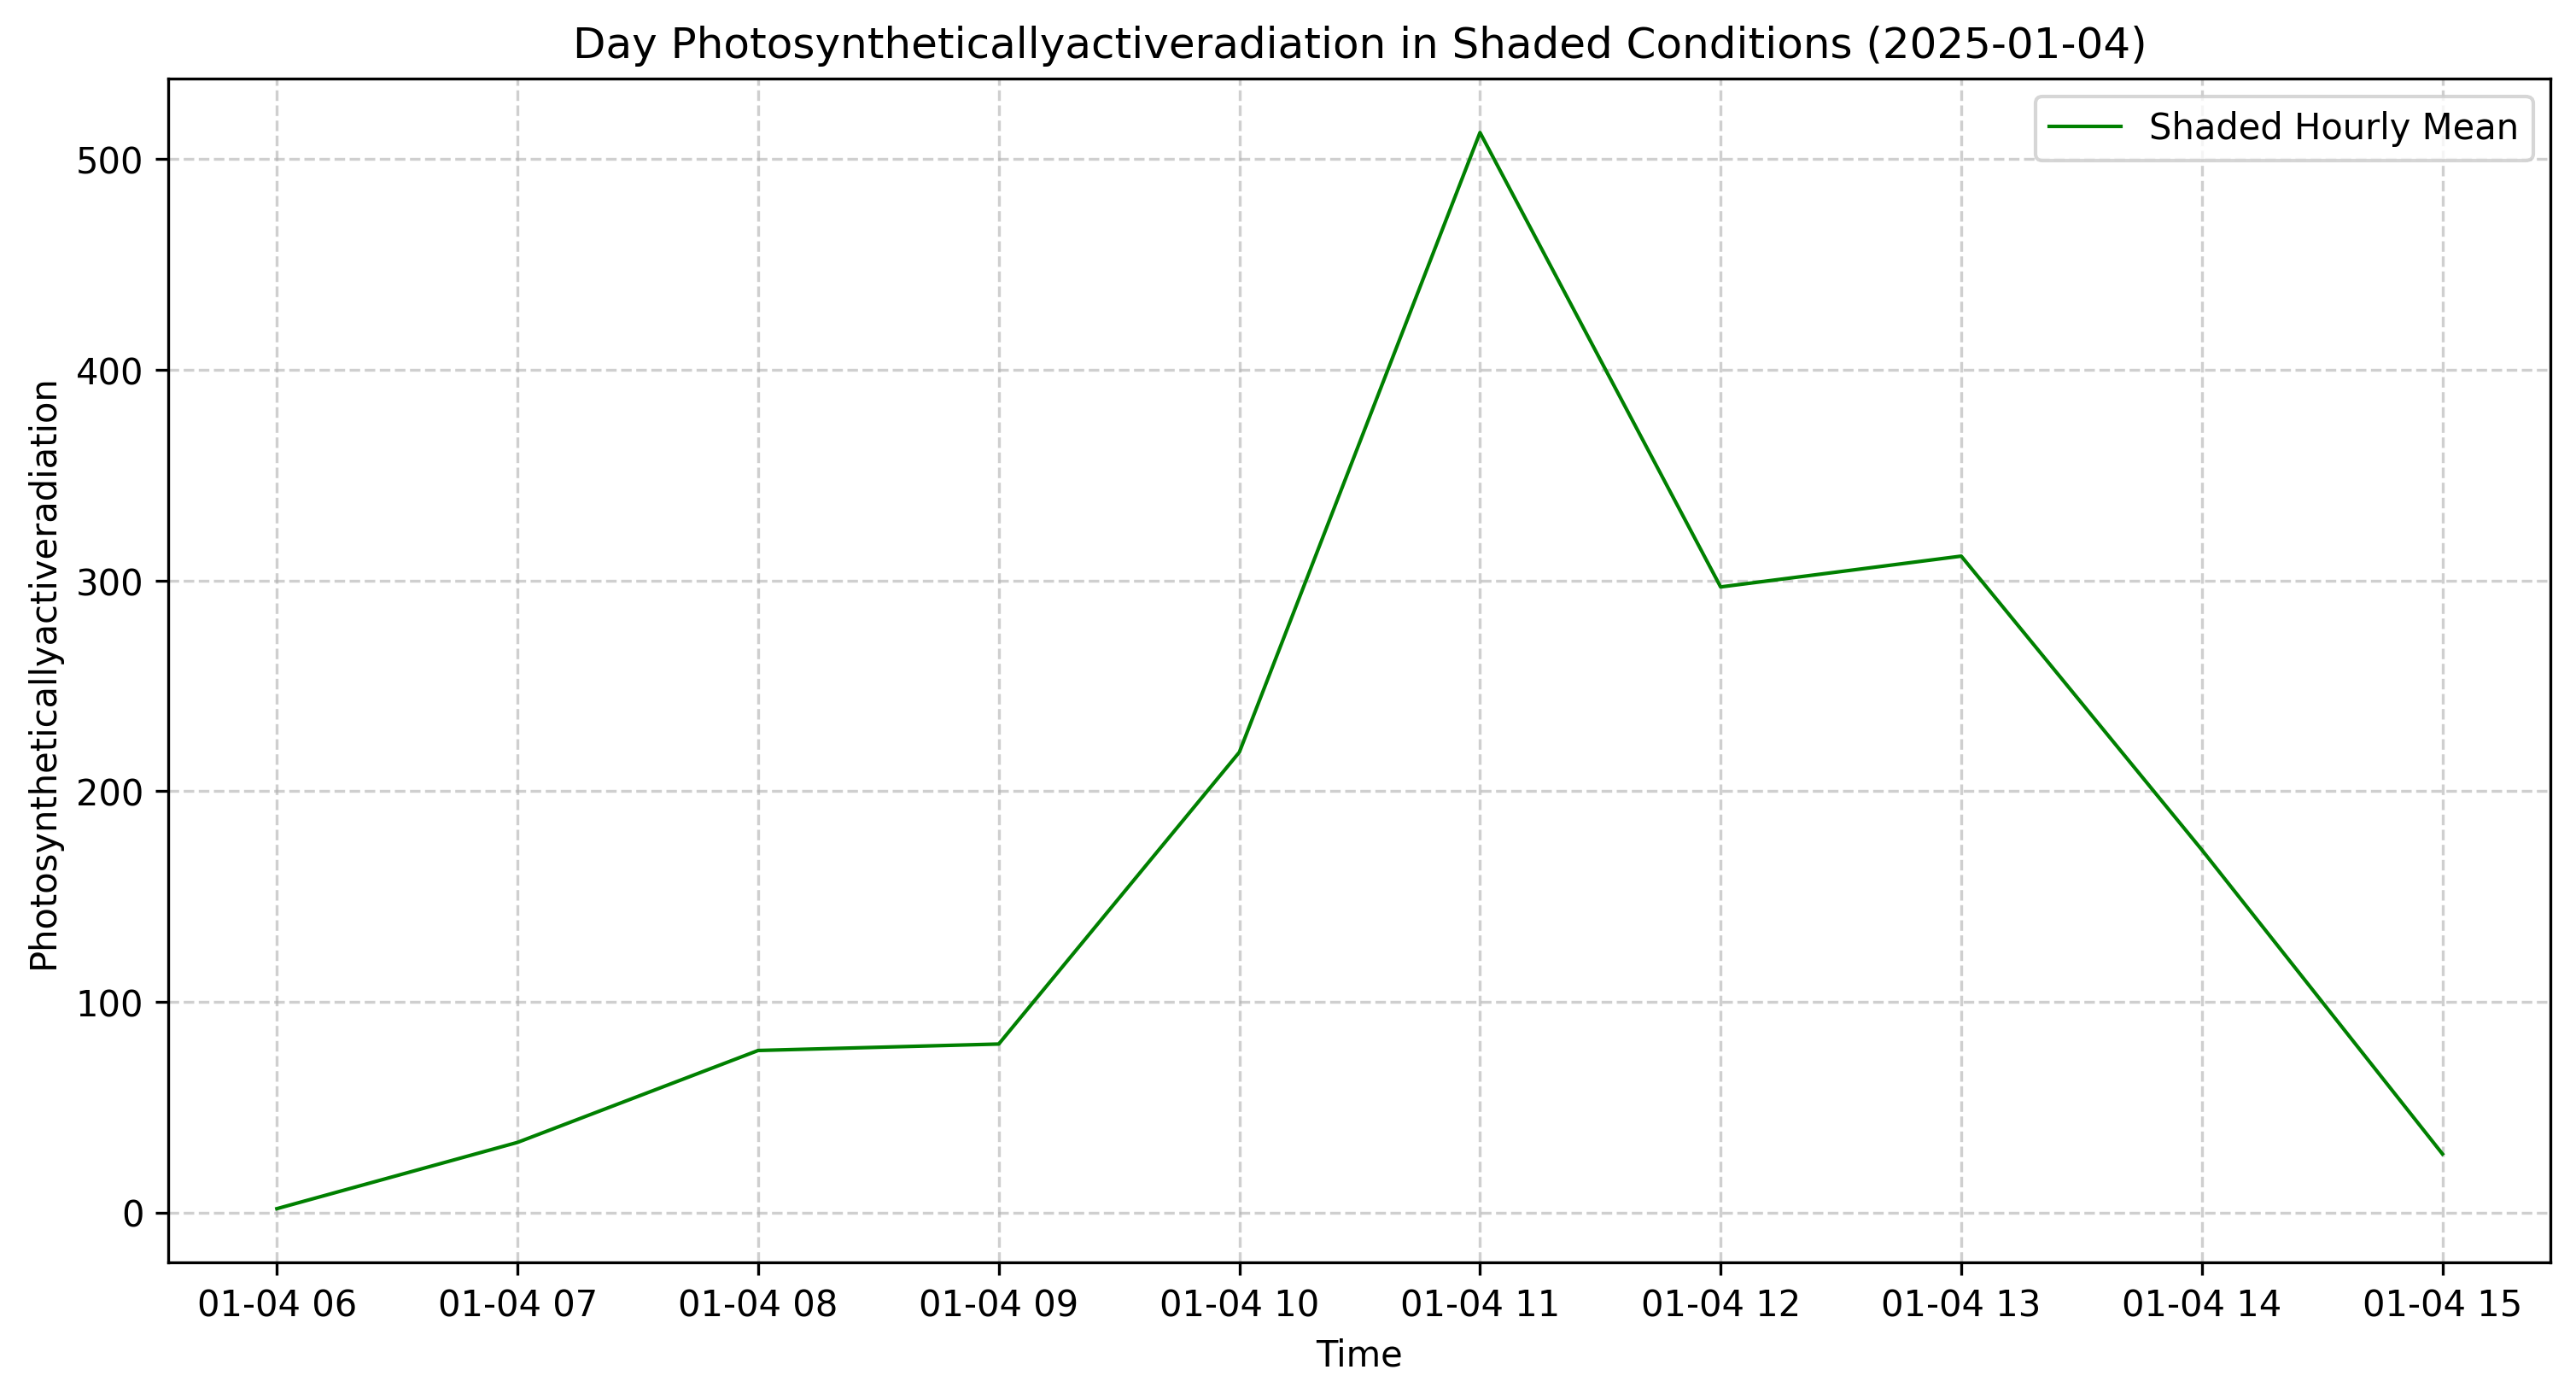 Day Photosyntheticallyactiveradiation in Shaded Conditions (2025-01-04)
Shaded Hourly Mean
Photosyntheticallyactiveradiation
500
400
300
200
100
0
01-04 06 01-04 07 01-04 08 01-04 09 01-04 10 01-04 11 01-04 12 01-04 13 01-04 14 01-04 15
Time